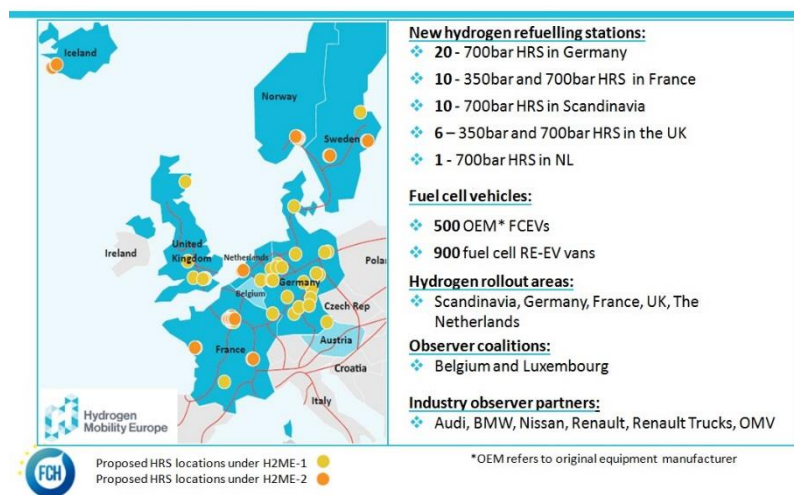 New hydrogen refuelling stations:
20 - 700bar HRS in Germany
10 - 350bar and 700bar HRS in France
10 - 700bar HRS in Scandinavia
6 – 350bar and 700bar HRS in the UK
1 - 700bar HRS in NL
Fuel cell vehicles:
500 OEM* FCEVs
900 fuel cell RE-EV vans
Hydrogen rollout areas:
Scandinavia, Germany, France, UK, The
Netherlands
Observer coalitions:
Belgium and Luxembourg
Industry observer partners:
Audi, BMW, Nissan, Renault, Renault Trucks, OMV
Iceland
Norway
Sweden
United
Kingdom
Ireland
Netherlands
Belgium
Germany
Polan
Czech Rep
Austria
France
Croatia
Italy
Hydrogen
Mobility Europe
FCH
Proposed HRS locations under H2ME-1
Proposed HRS locations under H2ME-2
*OEM refers to original equipment manufacturer